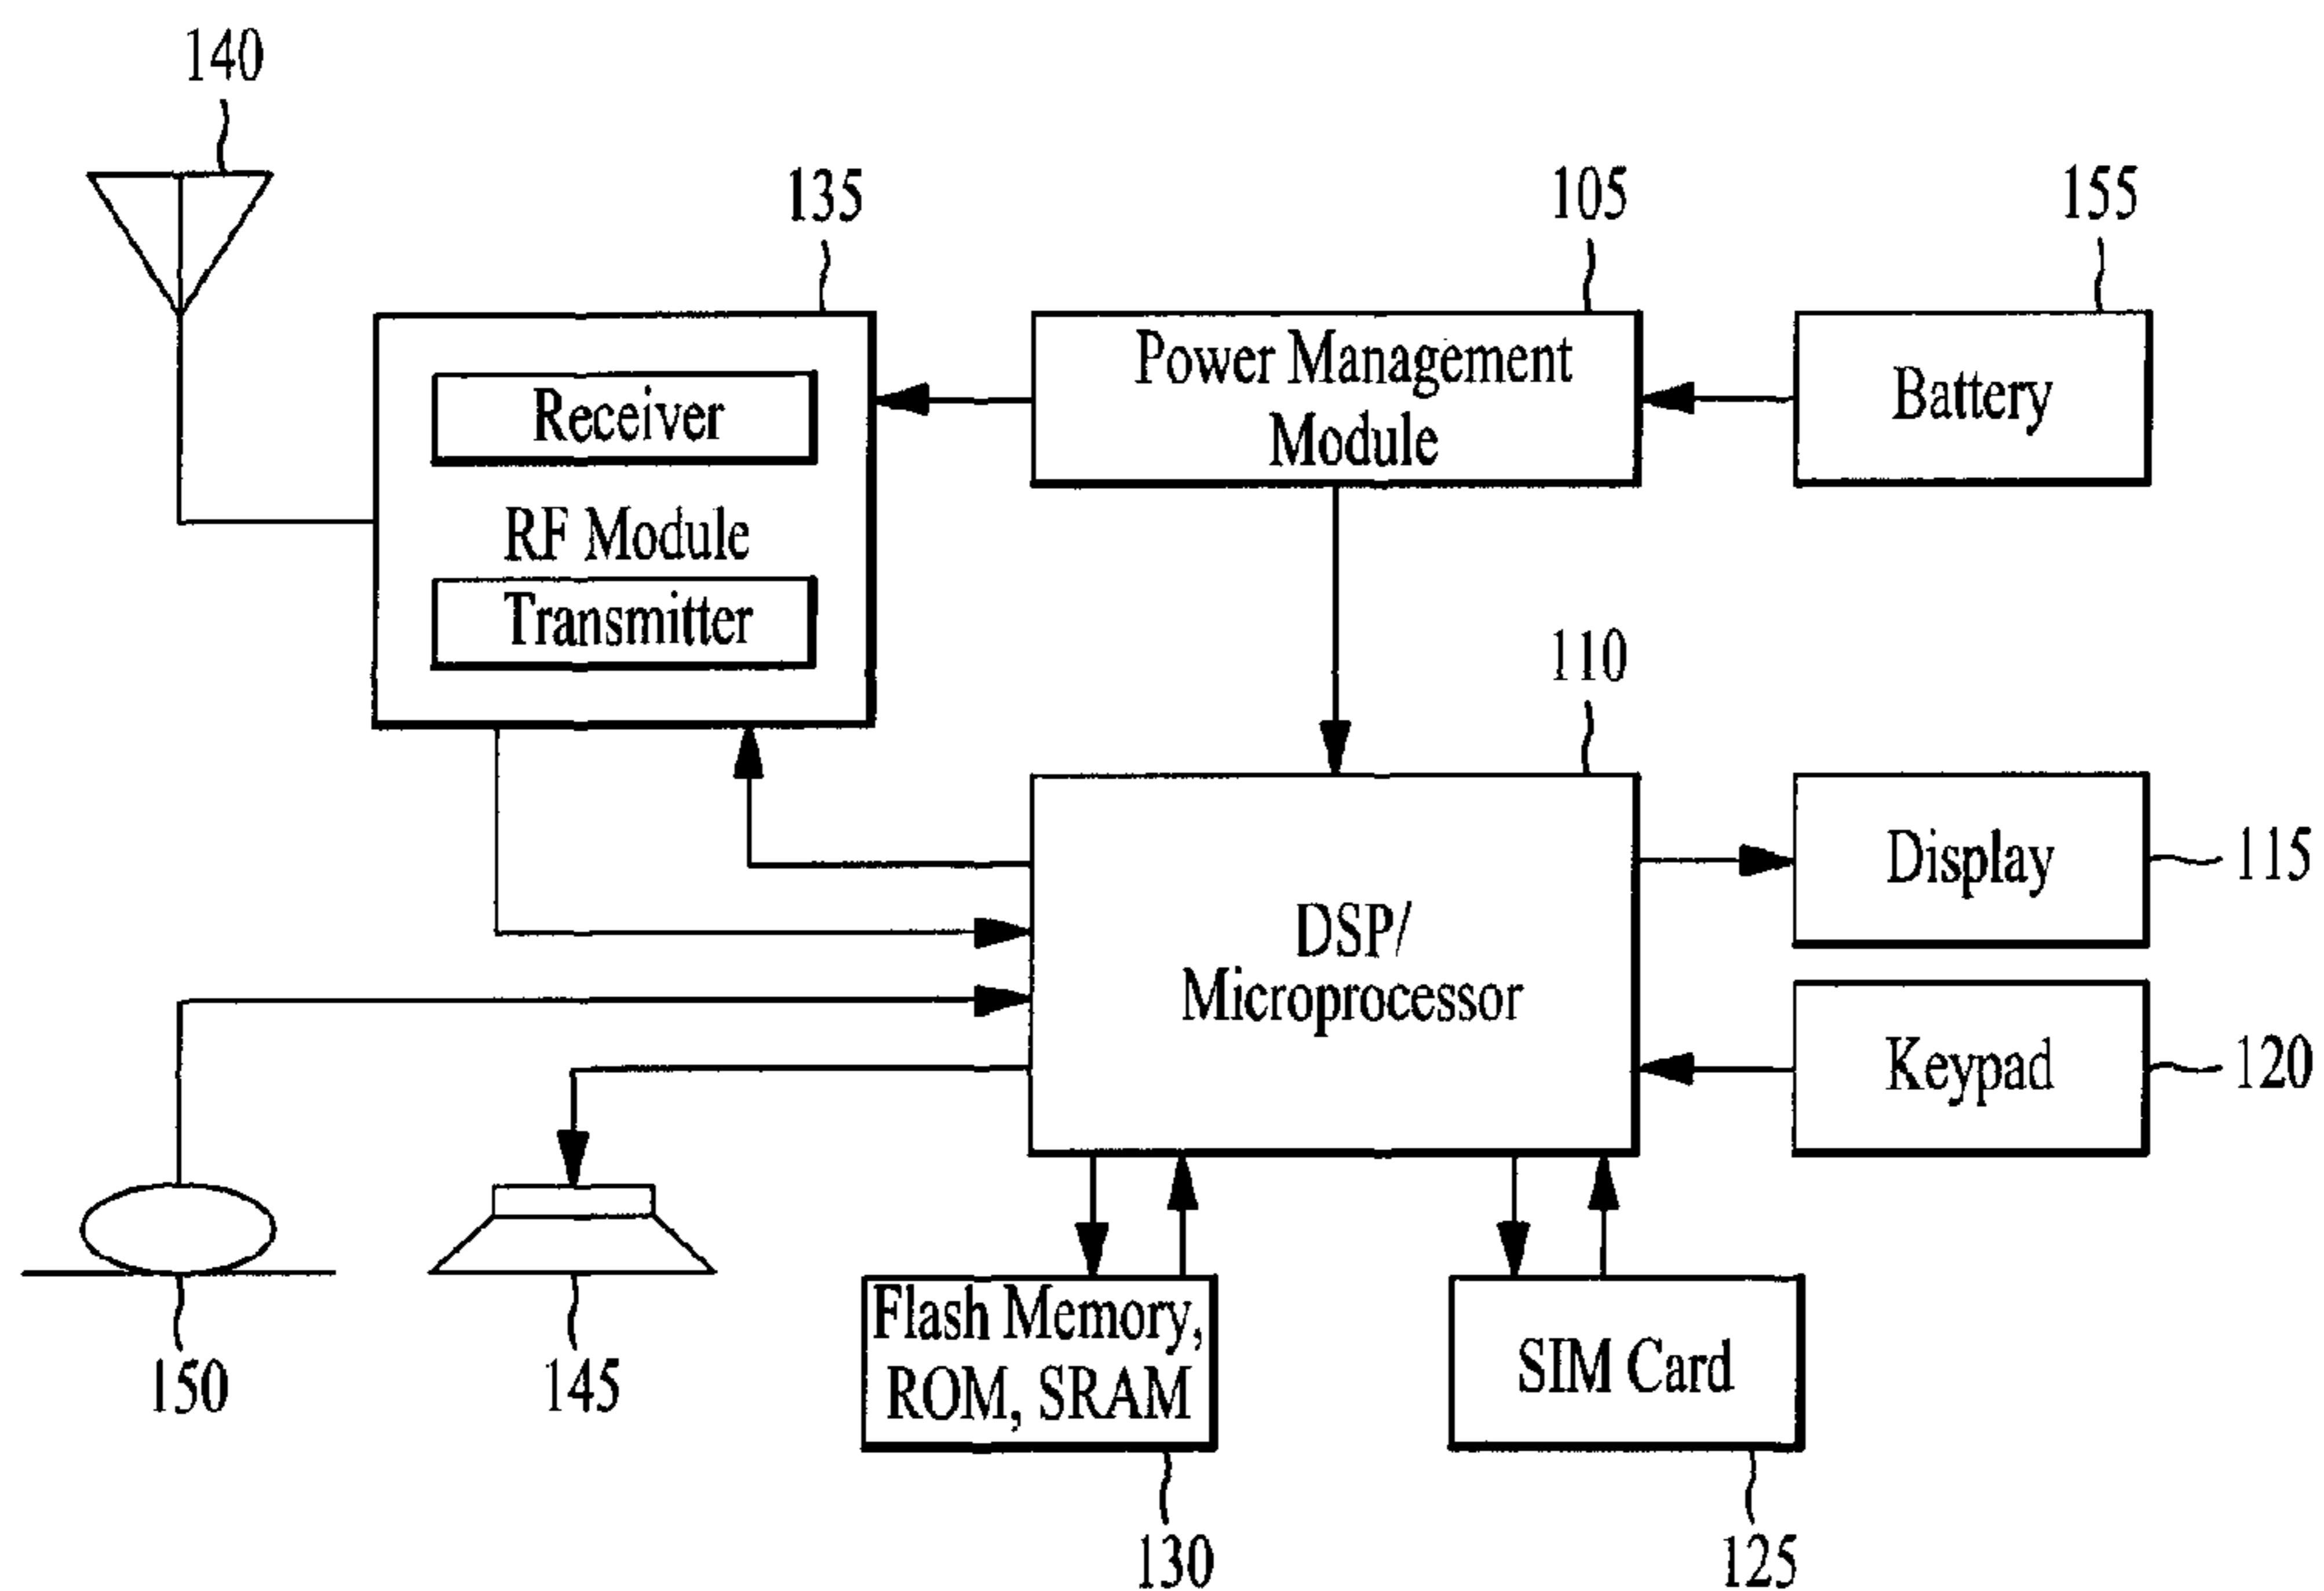 140
135
105
155
Receiver
RF Module
Transmitter
Power Management
Module
Battery
110
DSP/
Microprocessor
Display
115
Keypad
120
150
145
Flash Memory,
ROM, SRAM
SIM Card
130
125